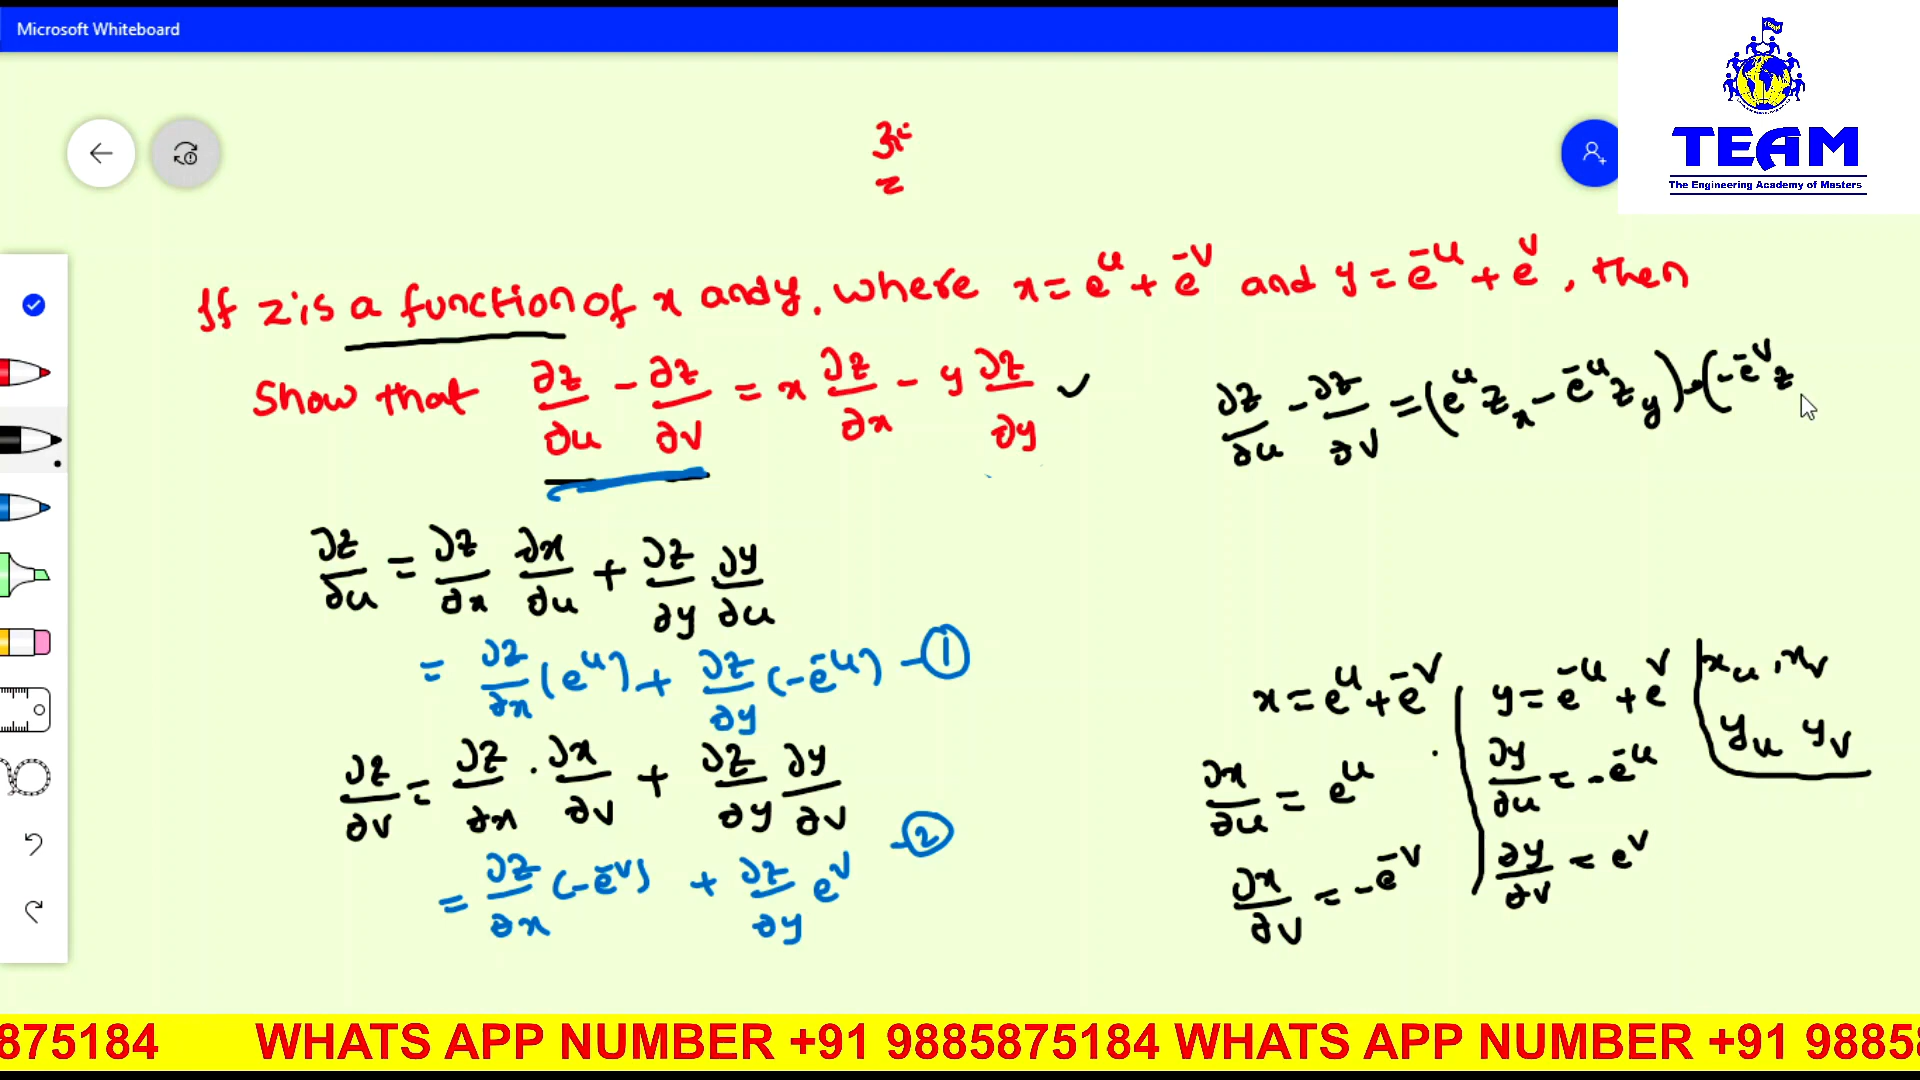 Microsoft Whiteboard
TEAM
The Engineering Academy of Masters
If z is a function of x and y, where x = e^u + e^-v and y = e^-u + e^v, then
Show that ∂z/∂u - ∂z/∂v = x ∂z/∂x - y ∂z/∂y ✓
∂z/∂u - ∂z/∂v = (e^u z_x - e^-u z_y) - (-e^-v z
∂z/∂u = ∂z/∂x ∂x/∂u + ∂z/∂y ∂y/∂u
= ∂z/∂x (e^u) + ∂z/∂y (-e^-u) - ①
∂z/∂v = ∂z/∂x . ∂x/∂v + ∂z/∂y ∂y/∂v
= ∂z/∂x (-e^-v) + ∂z/∂y e^v - ②
x = e^u + e^-v
∂x/∂u = e^u
∂x/∂v = -e^-v
y = e^-u + e^v
∂y/∂u = -e^-u
∂y/∂v = e^v
x_u, x_v
y_u y_v
875184 WHATS APP NUMBER +91 9885875184 WHATS APP NUMBER +91 9885